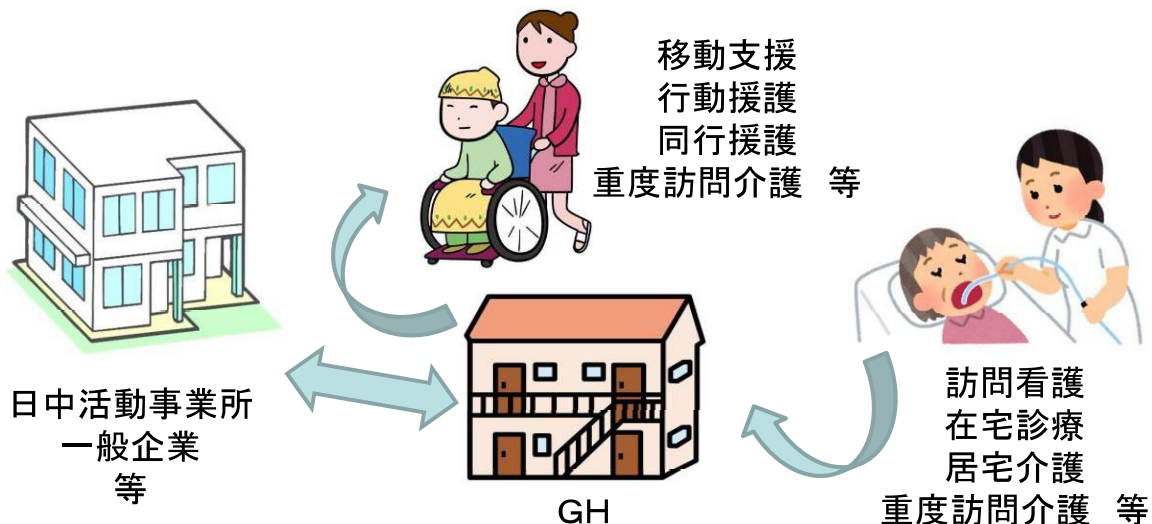 移動支援
行動援護
同行援護
重度訪問介護　等
日中活動事業所
一般企業
等
GH
訪問看護
在宅診療
居宅介護
重度訪問介護　等